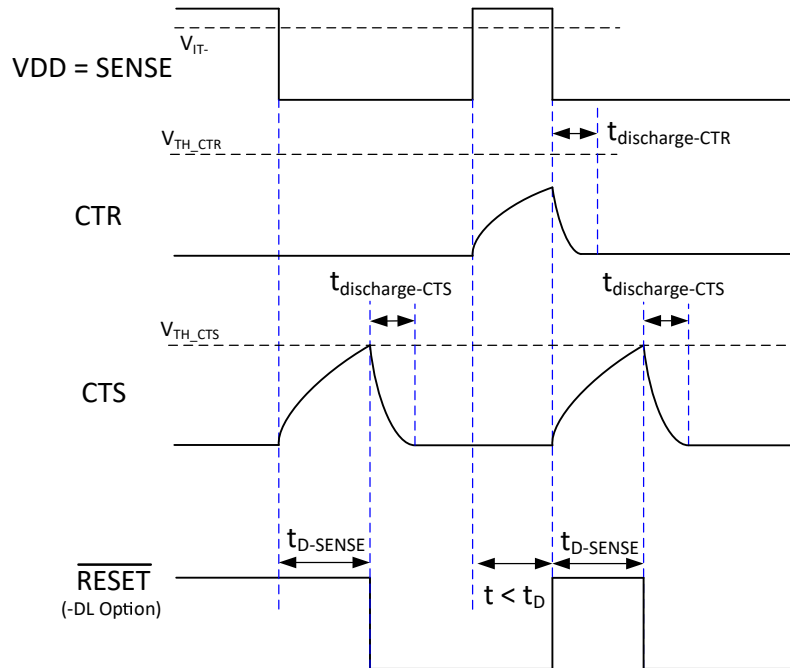 V_IT-
VDD = SENSE
t_discharge-CTR
V_TH_CTR
CTR
t_discharge-CTS
t_discharge-CTS
V_TH_CTS
CTS
t_D-SENSE
t_D-SENSE
RESET
(-DL Option)
t < t_D